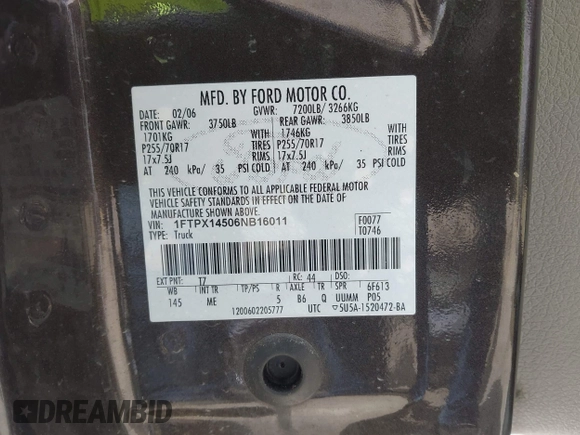 MFD. BY FORD MOTOR CO.
DATE: 02/06 GVWR: 7200LB/ 3266KG
FRONT GAWR: 3750LB REAR GAWR: 3850LB
1701KG WITH 1746KG WITH
P255/70R17 TIRES P255/70R17 TIRES
17x7.5J RIMS 17x7.5J RIMS
AT 240 kPa/ 35 PSI COLD AT 240 kPa/ 35 PSI COLD
THIS VEHICLE CONFORMS TO ALL APPLICABLE FEDERAL MOTOR
VEHICLE SAFETY STANDARDS IN EFFECT ON THE DATE OF
MANUFACTURE SHOWN ABOVE.
VIN: 1FTPX14506NB16011 F0077
TYPE: Truck T0746
EXT PNT: T7 RC: 44 DSO:
WB INT TR TP/PS R AXLE TR SPR 6F613
145 ME 5 B6 Q UUMM P05
1200602205777 UTC 5U5A-1520472-BA
DREAMBID